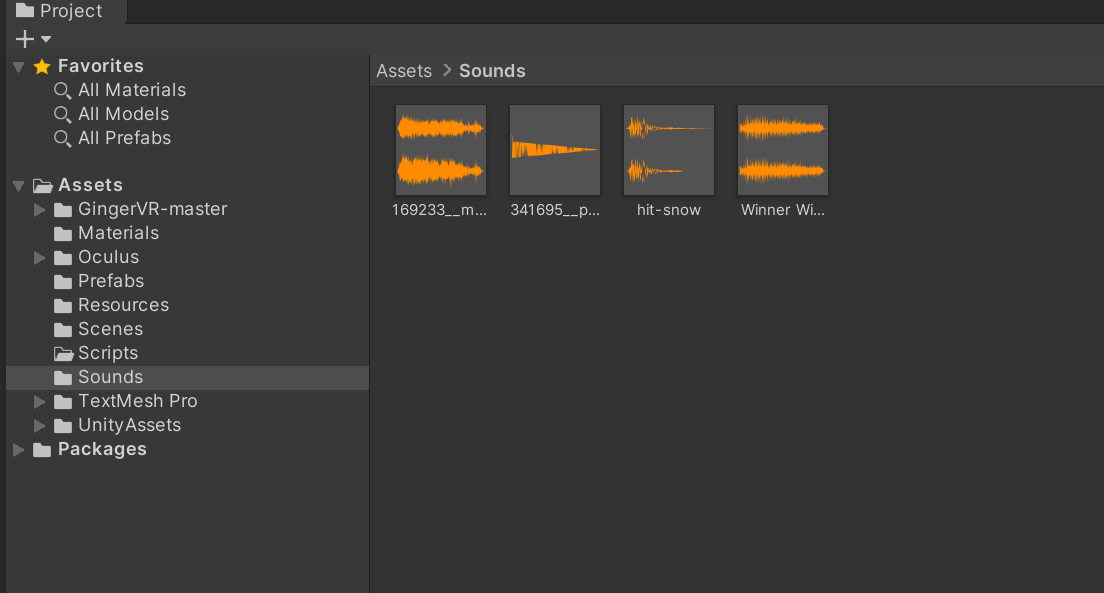 Project
Favorites
All Materials
All Models
All Prefabs
Assets
GingerVR-master
Materials
Oculus
Prefabs
Resources
Scenes
Scripts
Sounds
TextMesh Pro
UnityAssets
Packages
Assets > Sounds
169233__m...
341695__p...
hit-snow
Winner Wi...